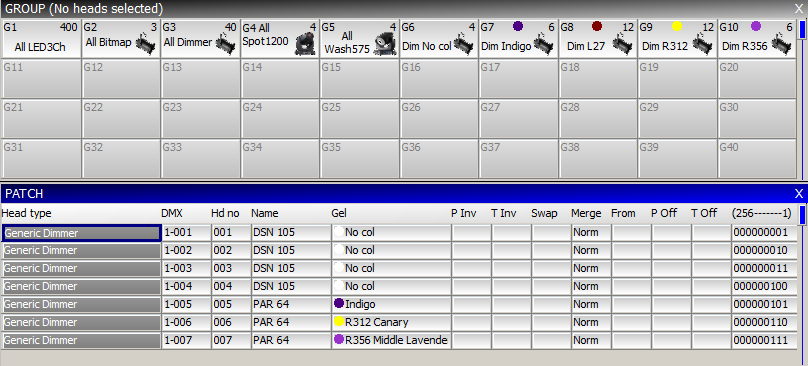 GROUP (No heads selected) X
G1 400 G2 3 G3 40 G4 All 4 G5 4 G6 4 G7 6 G8 12 G9 12 G10 6
All LED3Ch All Bitmap All Dimmer Spot1200 All Wash575 Dim No col Dim Indigo Dim L27 Dim R312 Dim R356
G11 G12 G13 G14 G15 G16 G17 G18 G19 G20
G21 G22 G23 G24 G25 G26 G27 G28 G29 G30
G31 G32 G33 G34 G35 G36 G37 G38 G39 G40
PATCH X
Head type DMX Hd no Name Gel P Inv T Inv Swap Merge From P Off T Off (256-------1)
Generic Dimmer 1-001 001 DSN 105 No col Norm 000000001
Generic Dimmer 1-002 002 DSN 105 No col Norm 000000010
Generic Dimmer 1-003 003 DSN 105 No col Norm 000000011
Generic Dimmer 1-004 004 DSN 105 No col Norm 000000100
Generic Dimmer 1-005 005 PAR 64 Indigo Norm 000000101
Generic Dimmer 1-006 006 PAR 64 R312 Canary Norm 000000110
Generic Dimmer 1-007 007 PAR 64 R356 Middle Lavende Norm 000000111